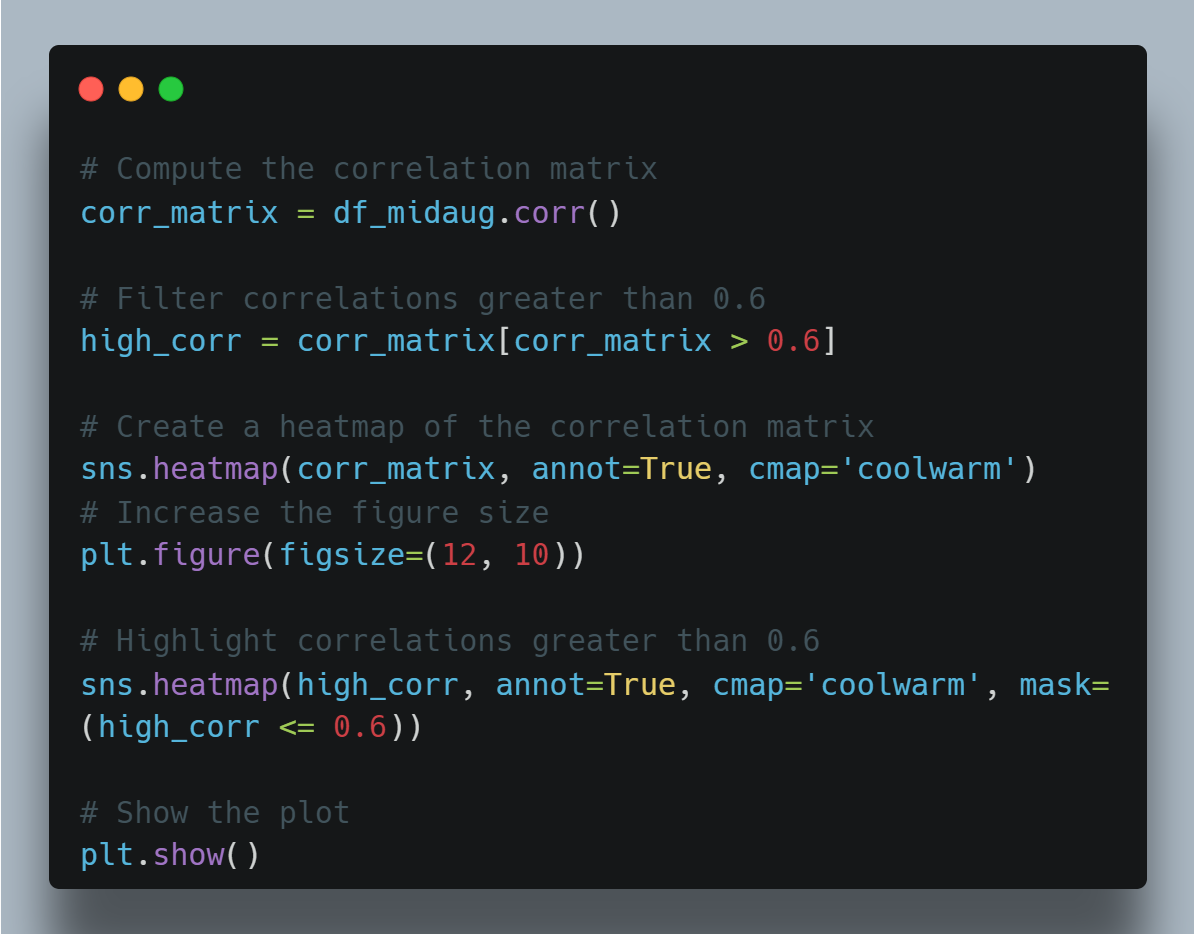 # Compute the correlation matrix
corr_matrix = df_midaug.corr()
# Filter correlations greater than 0.6
high_corr = corr_matrix[corr_matrix > 0.6]
# Create a heatmap of the correlation matrix
sns.heatmap(corr_matrix, annot=True, cmap='coolwarm')
# Increase the figure size
plt.figure(figsize=(12, 10))
# Highlight correlations greater than 0.6
sns.heatmap(high_corr, annot=True, cmap='coolwarm', mask=
(high_corr <= 0.6))
# Show the plot
plt.show()